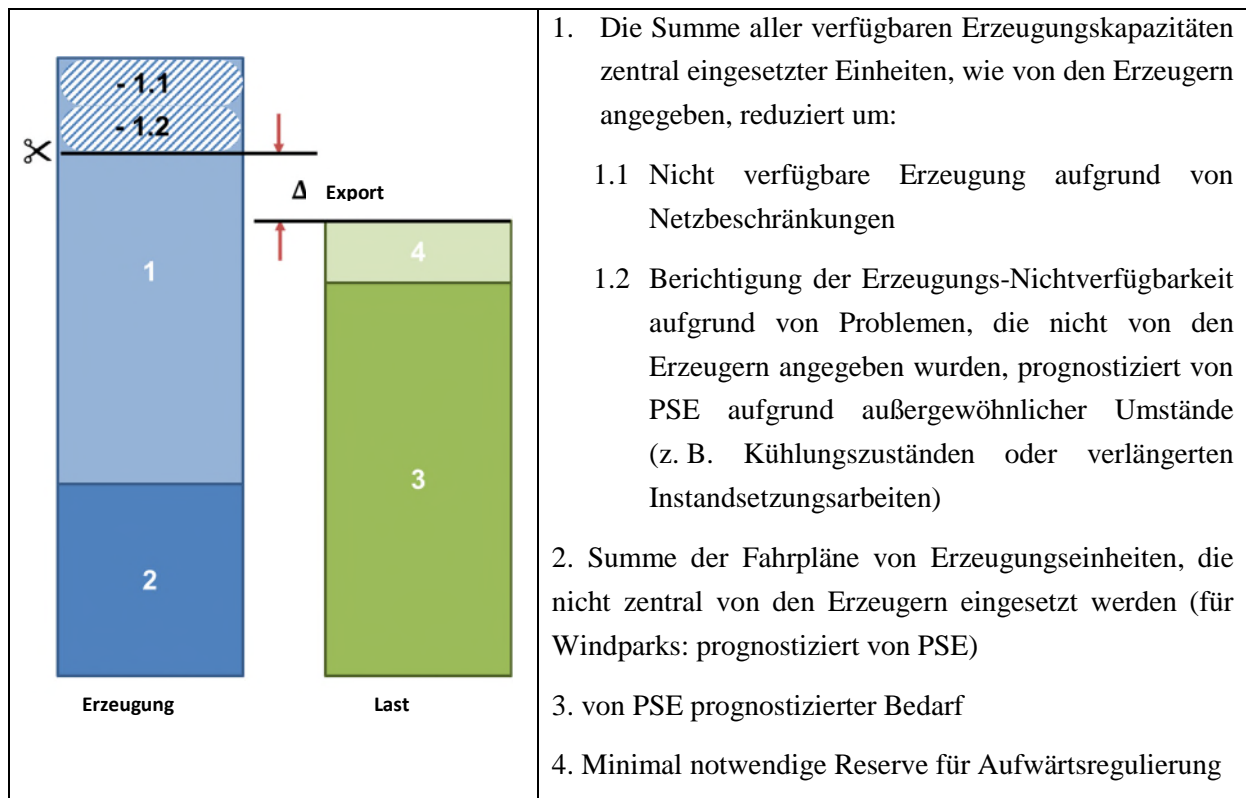 - 1.1
- 1.2
Δ Export
1
4
3
2
Erzeugung
Last
1. Die Summe aller verfügbaren Erzeugungskapazitäten
zentral eingesetzter Einheiten, wie von den Erzeugern
angegeben, reduziert um:
1.1 Nicht verfügbare Erzeugung aufgrund von
Netzbeschränkungen
1.2 Berichtigung der Erzeugungs-Nichtverfügbarkeit
aufgrund von Problemen, die nicht von den
Erzeugern angegeben wurden, prognostiziert von
PSE aufgrund außergewöhnlicher Umstände
(z. B. Kühlungszuständen oder verlängerten
Instandsetzungsarbeiten)
2. Summe der Fahrpläne von Erzeugungseinheiten, die
nicht zentral von den Erzeugern eingesetzt werden (für
Windparks: prognostiziert von PSE)
3. von PSE prognostizierter Bedarf
4. Minimal notwendige Reserve für Aufwärtsregulierung